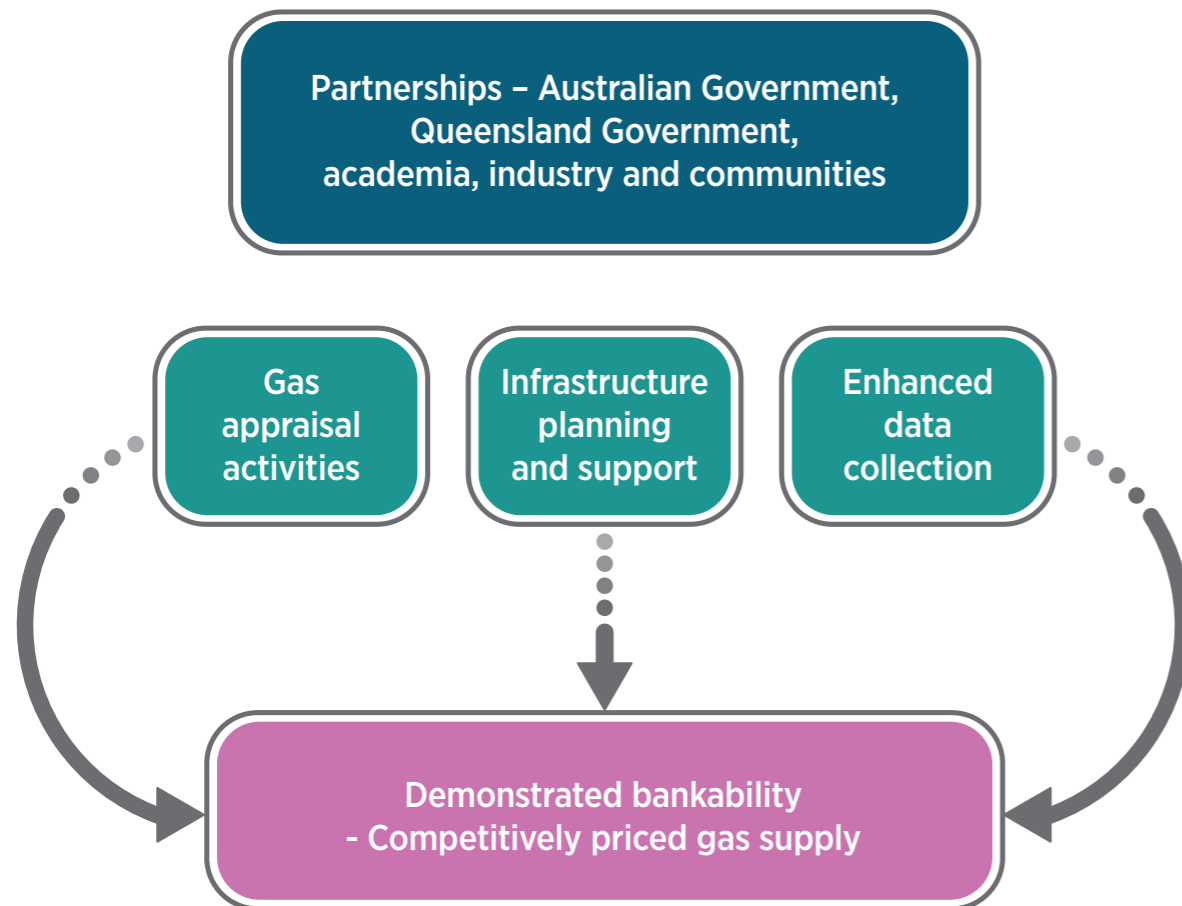 Partnerships – Australian Government,
Queensland Government,
academia, industry and communities
Gas
appraisal
activities
Infrastructure
planning
and support
Enhanced
data
collection
Demonstrated bankability
- Competitively priced gas supply